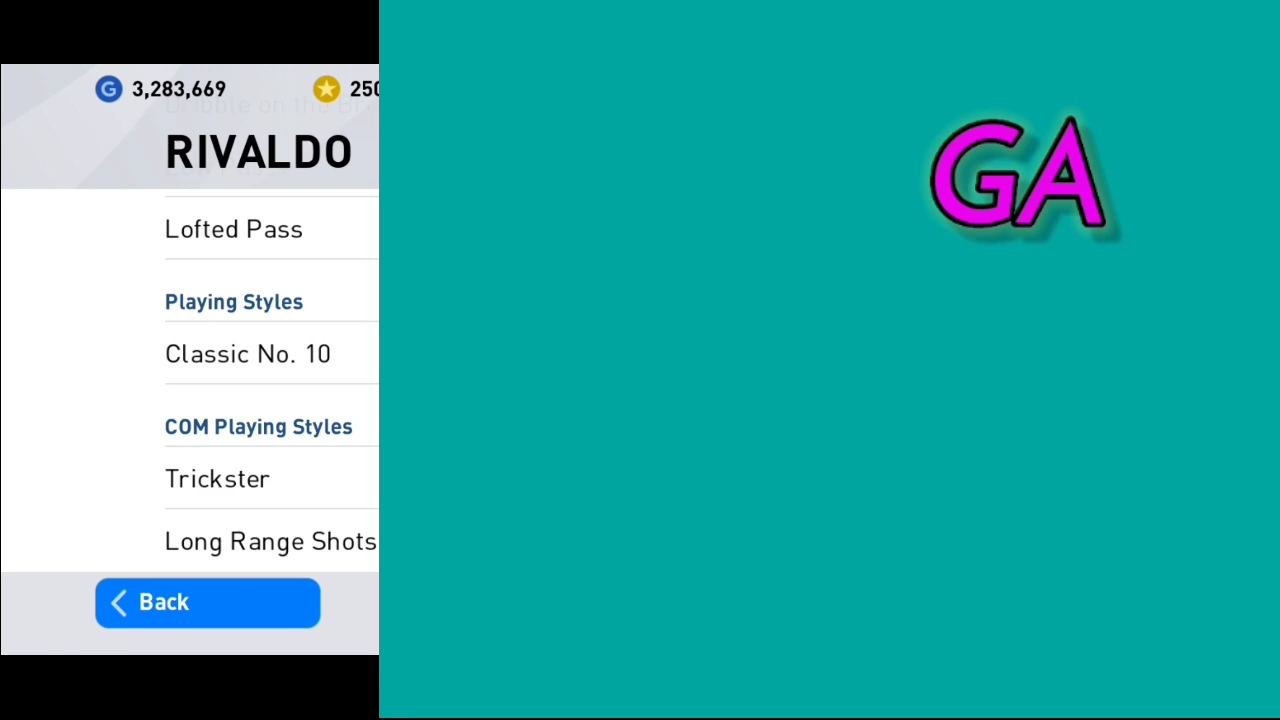 3,283,669 250
RIVALDO
Lofted Pass
Playing Styles
Classic No. 10
COM Playing Styles
Trickster
Long Range Shots
Back
GA